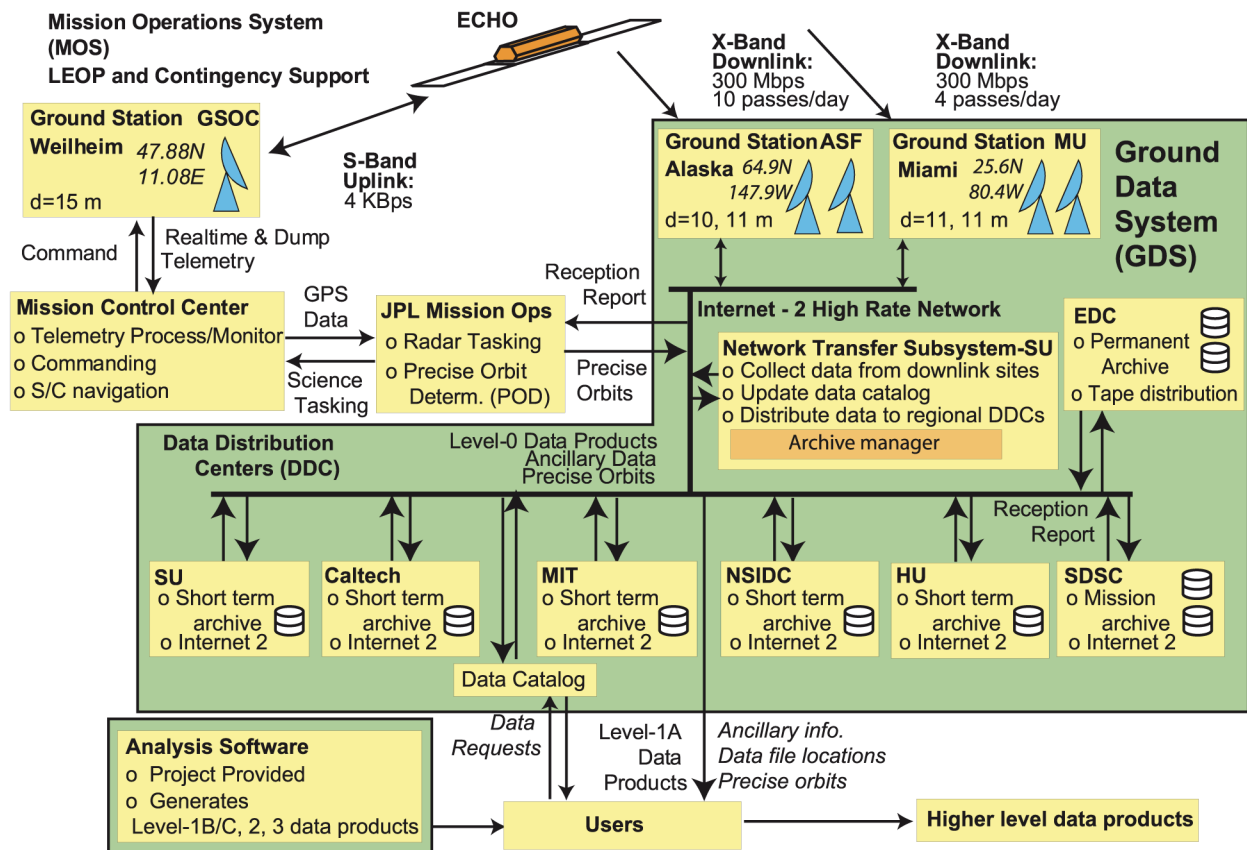 Mission Operations System
(MOS)
LEOP and Contingency Support
ECHO
X-Band
Downlink:
300 Mbps
10 passes/day
X-Band
Downlink:
300 Mbps
4 passes/day
Ground Station GSOC
Weilheim 47.88N
11.08E
d=15 m
S-Band
Uplink:
4 KBps
Ground Station ASF
Alaska 64.9N
147.9W
d=10, 11 m
Ground Station MU
Miami 25.6N
80.4W
d=11, 11 m
Ground
Data
System
(GDS)
Command
Realtime & Dump
Telemetry
Mission Control Center
o Telemetry Process/Monitor
o Commanding
o S/C navigation
GPS
Data
Science
Tasking
JPL Mission Ops
o Radar Tasking
o Precise Orbit
Determ. (POD)
Reception
Report
Precise
Orbits
Internet - 2 High Rate Network
Network Transfer Subsystem-SU
o Collect data from downlink sites
o Update data catalog
o Distribute data to regional DDCs
Archive manager
EDC
o Permanent
Archive
o Tape distribution
Data Distribution
Centers (DDC)
Level-0 Data Products
Ancillary Data
Precise Orbits
Reception
Report
SU
o Short term
archive
o Internet 2
Caltech
o Short term
archive
o Internet 2
MIT
o Short term
archive
o Internet 2
NSIDC
o Short term
archive
o Internet 2
HU
o Short term
archive
o Internet 2
SDSC
o Mission
archive
o Internet 2
Data Catalog
Data
Requests
Level-1A
Data
Products
Ancillary info.
Data file locations
Precise orbits
Analysis Software
o Project Provided
o Generates
Level-1B/C, 2, 3 data products
Users
Higher level data products